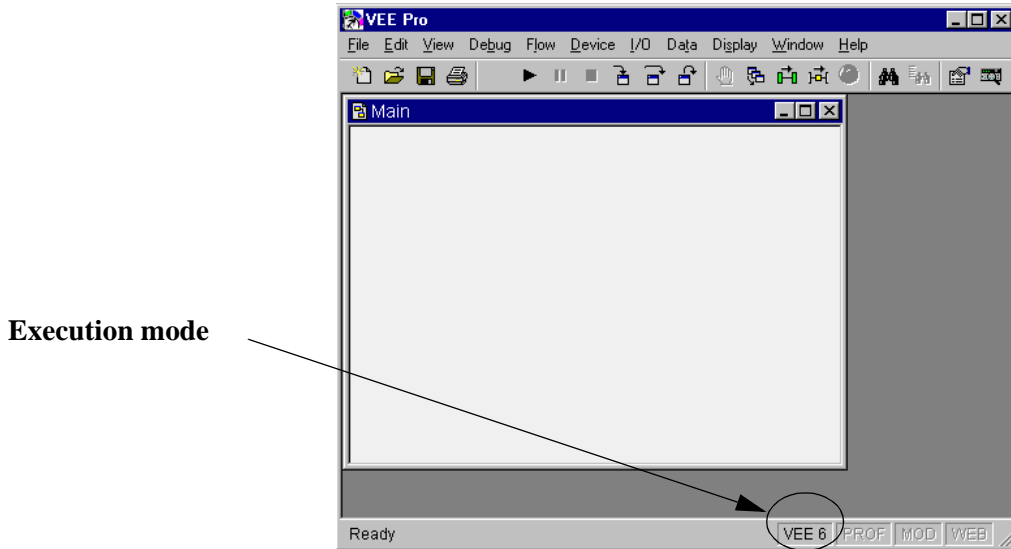 VEE Pro
File Edit View Debug Flow Device I/O Data Display Window Help
Main
Execution mode
Ready VEE 6 PROF MOD WEB